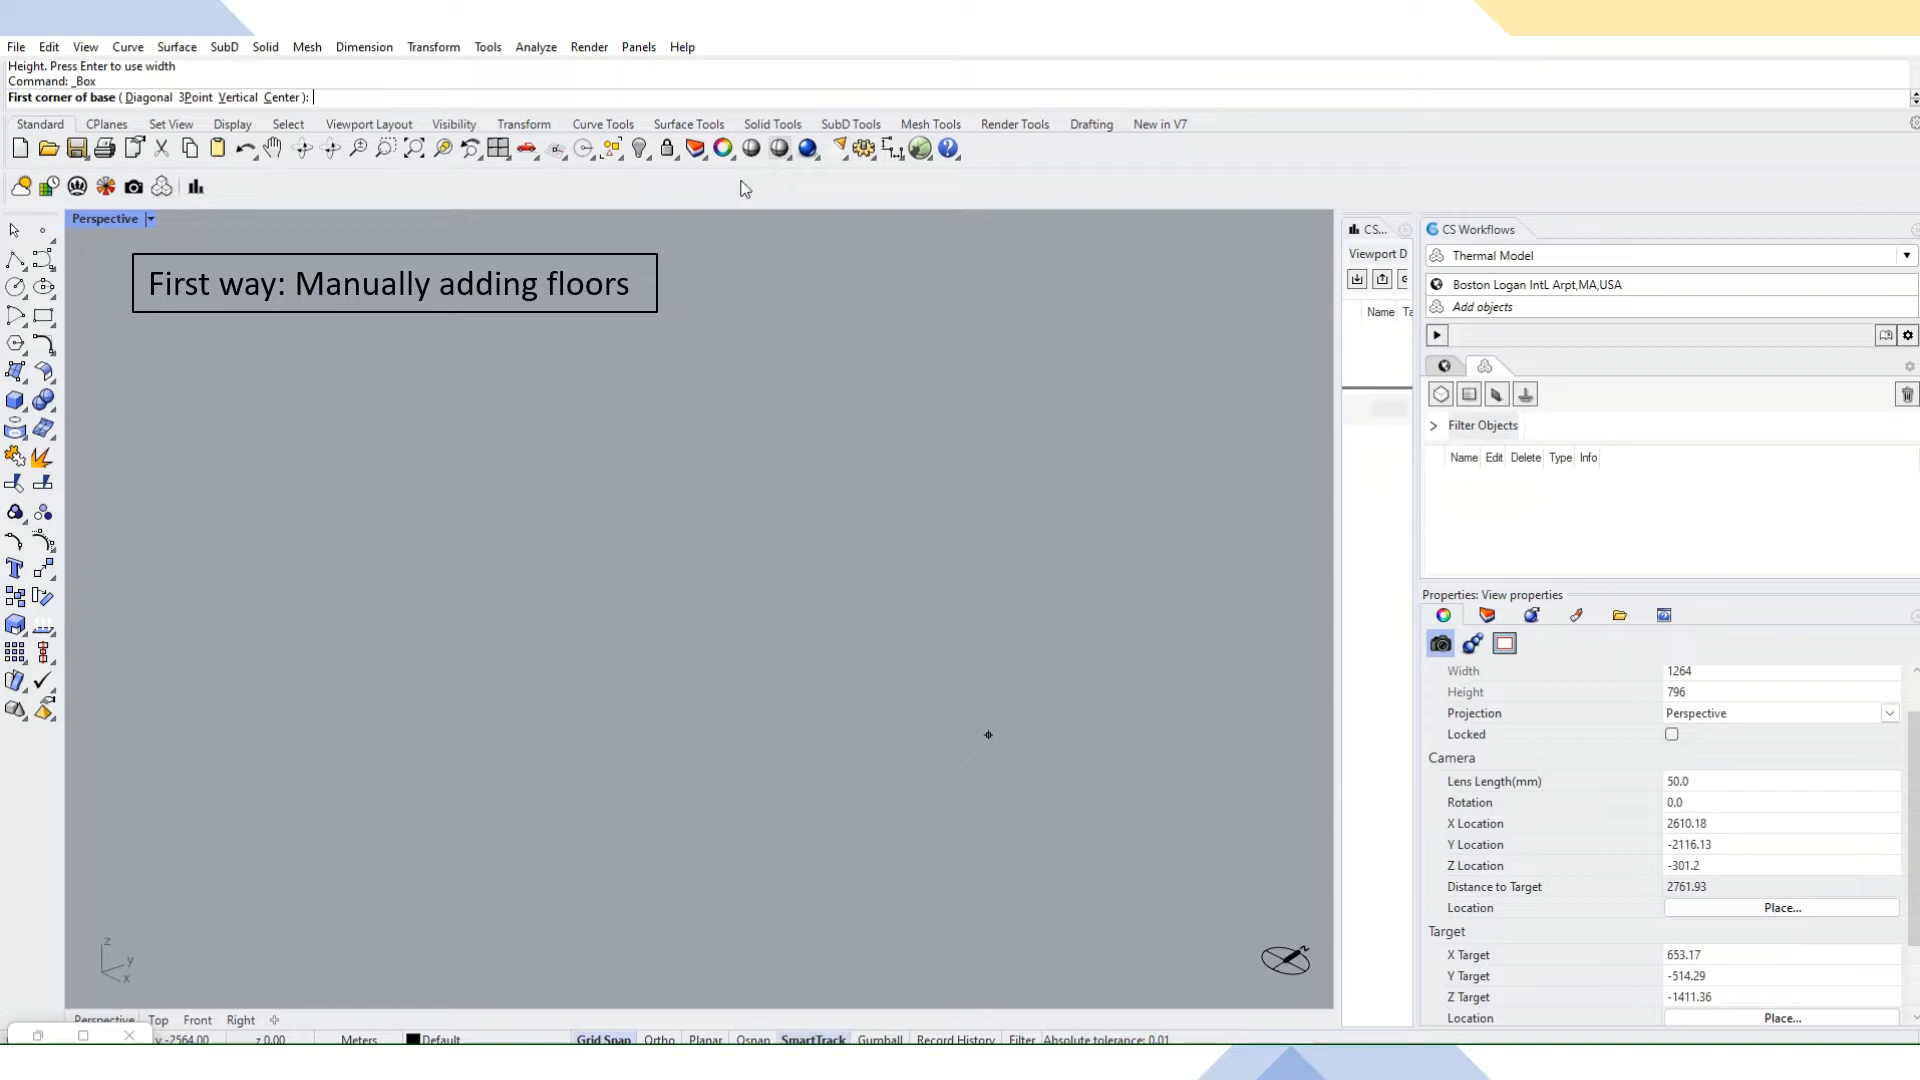 File Edit View Curve Surface SubD Solid Mesh Dimension Transform Tools Analyze Render Panels Help
Height. Press Enter to use width
Command: _Box
First corner of base ( Diagonal 3Point Vertical Center ):
Standard CPlanes Set View Display Select Viewport Layout Visibility Transform Curve Tools Surface Tools Solid Tools SubD Tools Mesh Tools Render Tools Drafting New in V7
Perspective
First way: Manually adding floors
CS...
Viewport D
Name
CS Workflows
Thermal Model
Boston Logan IntL Arpt,MA,USA
Add objects
Filter Objects
Name Edit Delete Type Info
Properties: View properties
Width 1264
Height 796
Projection Perspective
Locked
Camera
Lens Length(mm) 50.0
Rotation 0.0
X Location 2610.18
Y Location -2116.13
Z Location -301.2
Distance to Target 2761.93
Location Place...
Target
X Target 653.17
Y Target -514.29
Z Target -1411.36
Location Place...
z
y
x
Perspective Top Front Right
y -2564.00 z 0.00 Meters Default Grid Snap Ortho Planar Osnap SmartTrack Gumball Record History Filter Absolute tolerance: 0.01